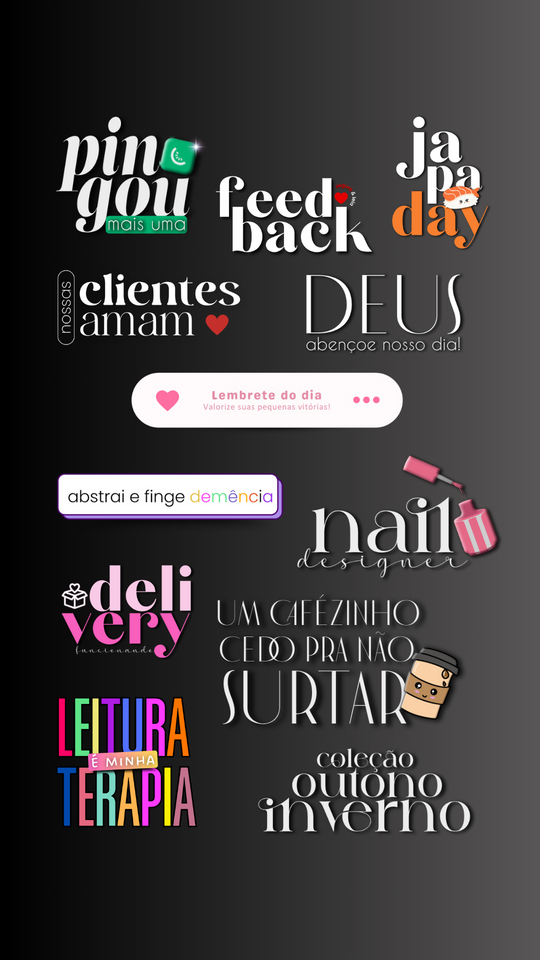 pin
gou
mais uma
feed
back
ja
pa
day
nossas
clientes
amam
DEUS
abençoe nosso dia!
Lembrete do dia
Valorize suas pequenas vitórias!
abstrai e finge demência
nail
designer
deli
very
funcionando
UM CAFÉZINHO
CEDO PRA NÃO
SURTAR
LEITURA
É MINHA
TERAPIA
coleção
outono
inverno